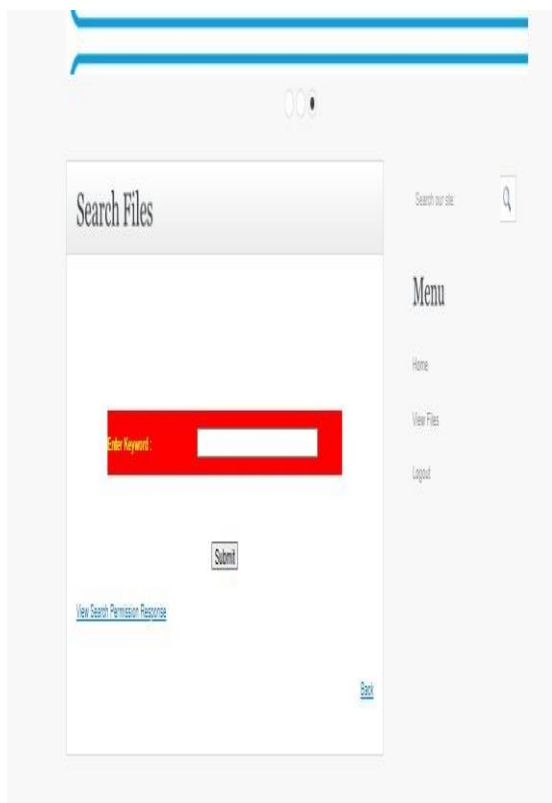 Search Files
Enter Keyword :
Submit
View Search Permission Response
Back
Search our site:
Menu
Home
View Files
Logout